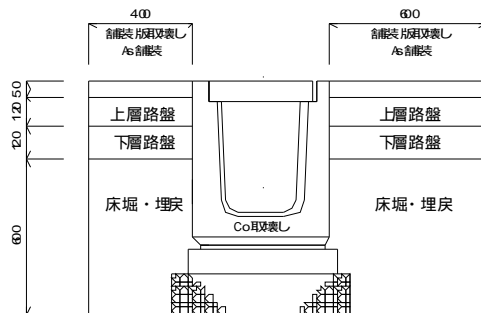 400
600
舗装版取壊し
As舗装
舗装版取壊し
As舗装
50
120
上層路盤
上層路盤
120
下層路盤
下層路盤
床堀・埋戻
床堀・埋戻
Co取壊し
600